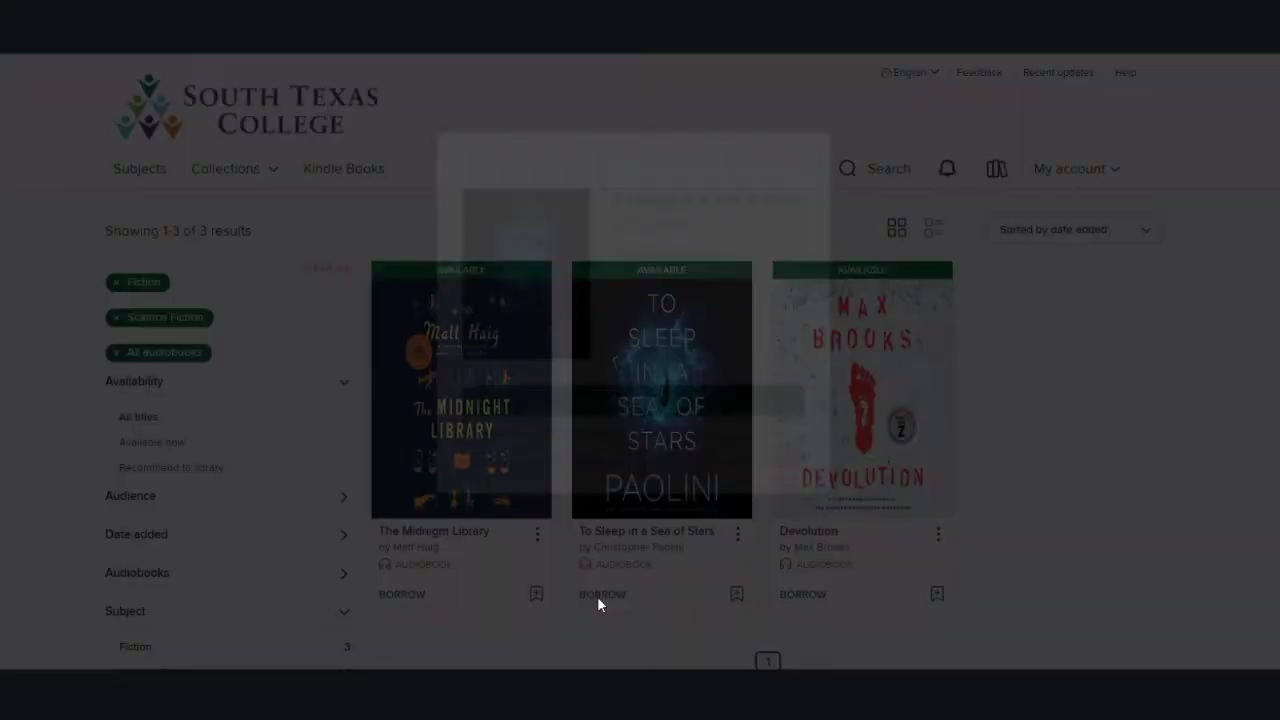 English
Feedback
Recent updates
Help
SOUTH TEXAS
COLLEGE
Subjects
Collections
Kindle Books
Search
My account
Showing 1-3 of 3 results
Sorted by date added
CLEAR ALL
× Fiction
× Science Fiction
× All audiobooks
Availability
All titles
Available now
Recommend to library
Audience
Date added
Audiobooks
Subject
Fiction
3
AVAILABLE
Matt Haig
The MIDNIGHT
LIBRARY
The Midnight Library
by Matt Haig
AUDIOBOOK
BORROW
AVAILABLE
TO
SLEEP
IN A
SEA OF
STARS
PAOLINI
To Sleep in a Sea of Stars
by Christopher Paolini
AUDIOBOOK
BORROW
AVAILABLE
MAX
BROOKS
?
Z
DEVOLUTION
Devolution
by Max Brooks
AUDIOBOOK
BORROW
1